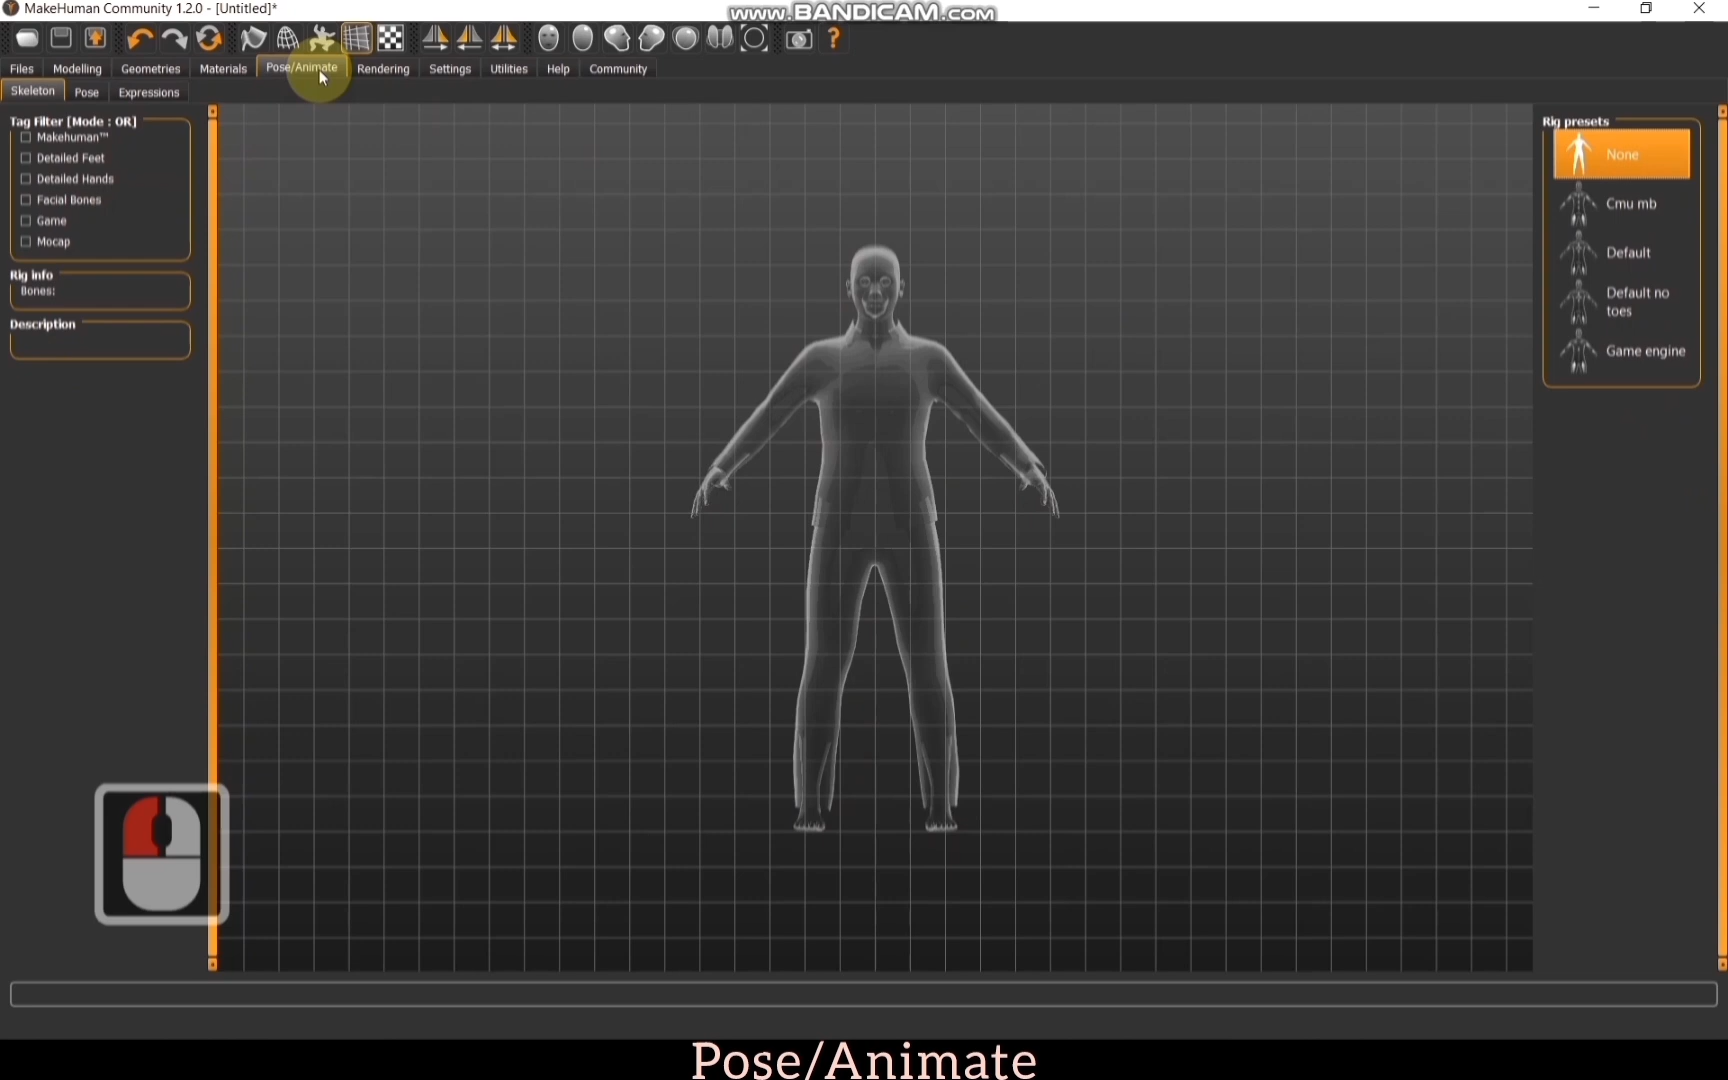 MakeHuman Community 1.2.0 - [Untitled]*
www.BANDICAM.COM
Files Modelling Geometries Materials Pose/Animate Rendering Settings Utilities Help Community
Skeleton Pose Expressions
Tag Filter [Mode : OR]
Makehuman™
Detailed Feet
Detailed Hands
Facial Bones
Game
Mocap
Rig info
Bones:
Description
Rig presets
None
Cmu mb
Default
Default no
toes
Game engine
Pose/Animate